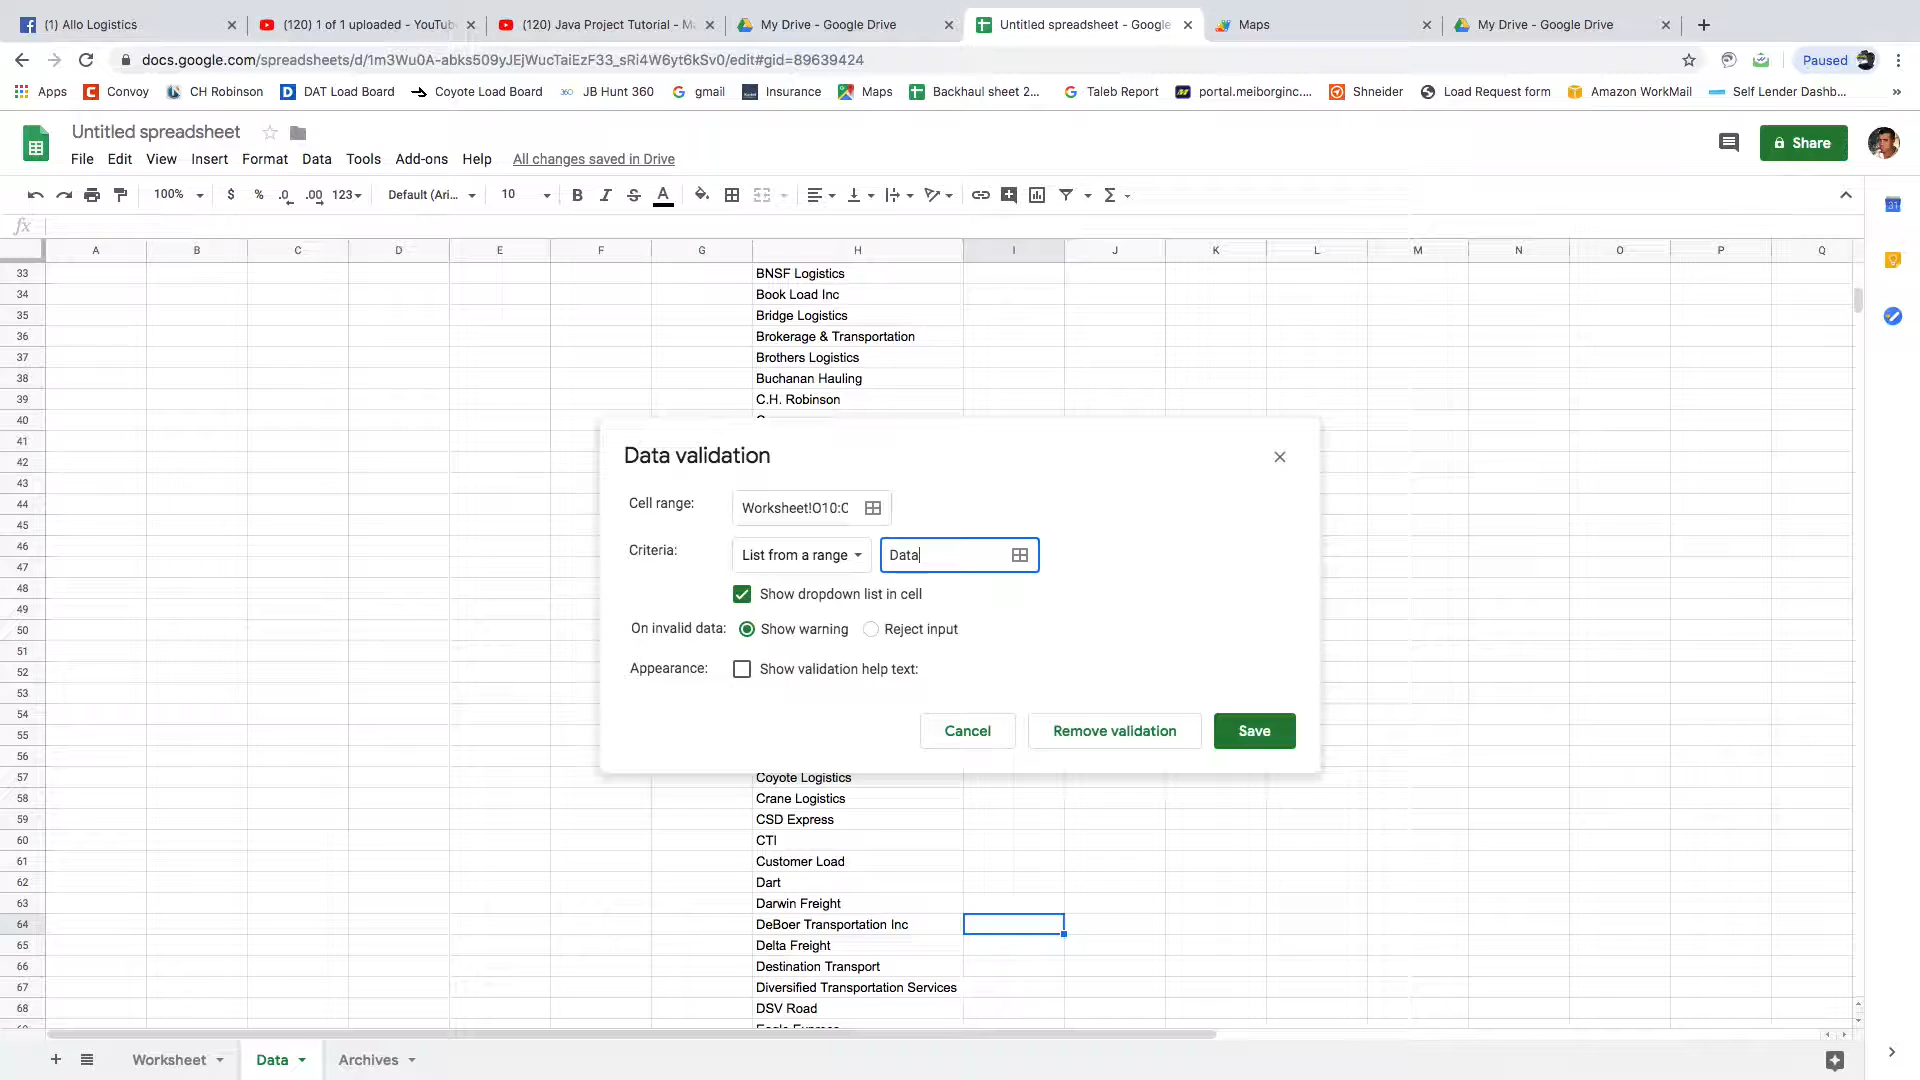 (1) Allo Logistics
(120) 1 of 1 uploaded - YouTub
(120) Java Project Tutorial - Ma
My Drive - Google Drive
Untitled spreadsheet - Google
Maps
My Drive - Google Drive
docs.google.com/spreadsheets/d/1m3Wu0A-abks509yJEjWucTaiEzF33_sRi4W6yt6kSv0/edit#gid=89639424
Paused
Apps
Convoy
CH Robinson
DAT Load Board
Coyote Load Board
JB Hunt 360
gmail
Insurance
Maps
Backhaul sheet 2...
Taleb Report
portal.meiborginc....
Shneider
Load Request form
Amazon WorkMail
Self Lender Dashb...
»
Untitled spreadsheet
File Edit View Insert Format Data Tools Add-ons Help All changes saved in Drive
Share
100% $ % .0 .00 123 Default (Ari... 10 B I S A Σ
fx
A B C D E F G H I J K L M N O P Q
33 BNSF Logistics
34 Book Load Inc
35 Bridge Logistics
36 Brokerage & Transportation
37 Brothers Logistics
38 Buchanan Hauling
39 C.H. Robinson
40
41
42
43
44
45
46
47
48
49
50
51
52
53
54
55
56
Data validation
Cell range: Worksheet!O10:O
Criteria: List from a range Data
Show dropdown list in cell
On invalid data: Show warning Reject input
Appearance: Show validation help text:
Cancel Remove validation Save
57 Coyote Logistics
58 Crane Logistics
59 CSD Express
60 CTI
61 Customer Load
62 Dart
63 Darwin Freight
64 DeBoer Transportation Inc
65 Delta Freight
66 Destination Transport
67 Diversified Transportation Services
68 DSV Road
69 Eagle Express
+ Worksheet Data Archives